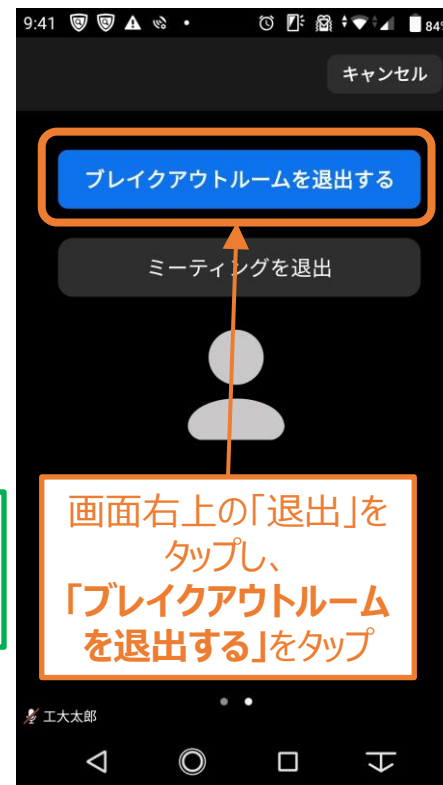 9:41
84%
キャンセル
ブレイクアウトルームを退出する
ミーティングを退出
画面右上の「退出」を
タップし、
「ブレイクアウトルーム
を退出する」をタップ
工大太郎